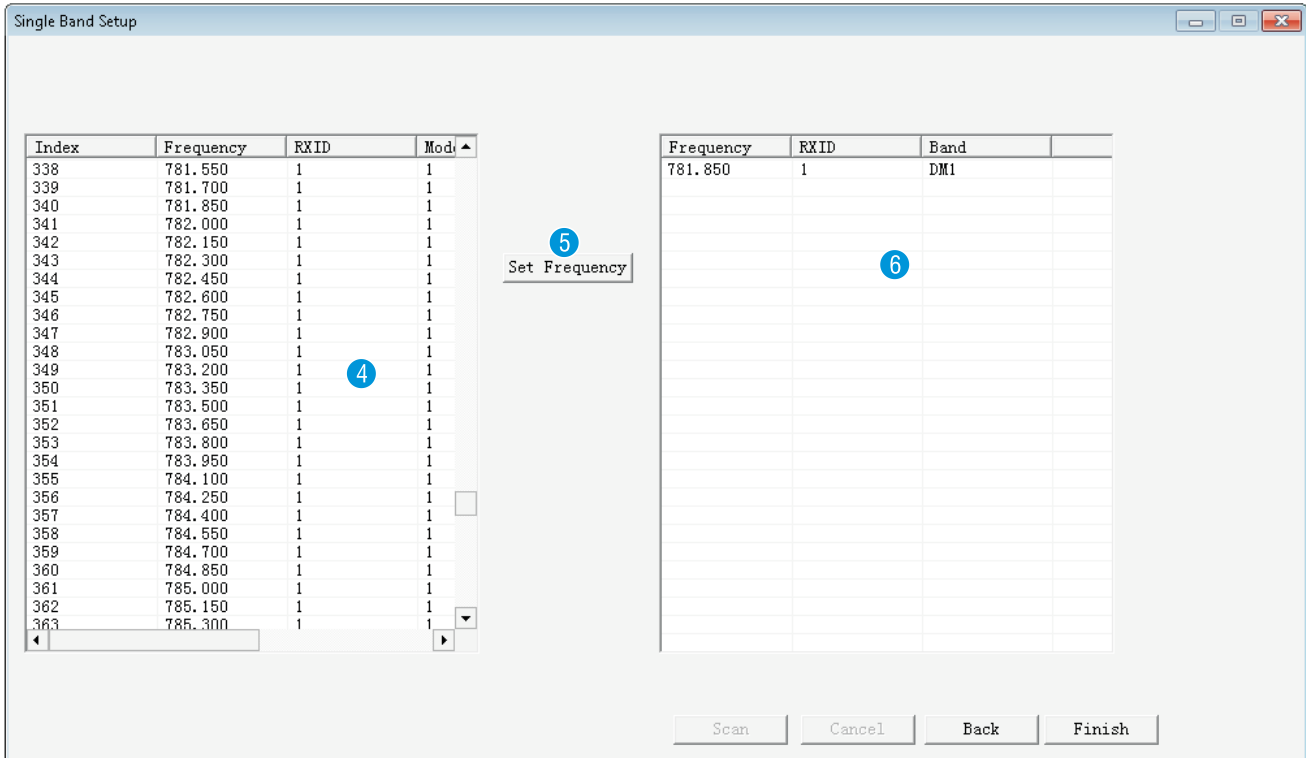 Single Band Setup
Index Frequency RXID Mod
338 781.550 1 1
339 781.700 1 1
340 781.850 1 1
341 782.000 1 1
342 782.150 1 1
343 782.300 1 1
344 782.450 1 1
345 782.600 1 1
346 782.750 1 1
347 782.900 1 1
348 783.050 1 1
349 783.200 1 1
350 783.350 1 1
351 783.500 1 1
352 783.650 1 1
353 783.800 1 1
354 783.950 1 1
355 784.100 1 1
356 784.250 1 1
357 784.400 1 1
358 784.550 1 1
359 784.700 1 1
360 784.850 1 1
361 785.000 1 1
362 785.150 1 1
363 785.300 1 1
4
5
Set Frequency
Frequency RXID Band
781.850 1 DM1
6
Scan Cancel Back Finish